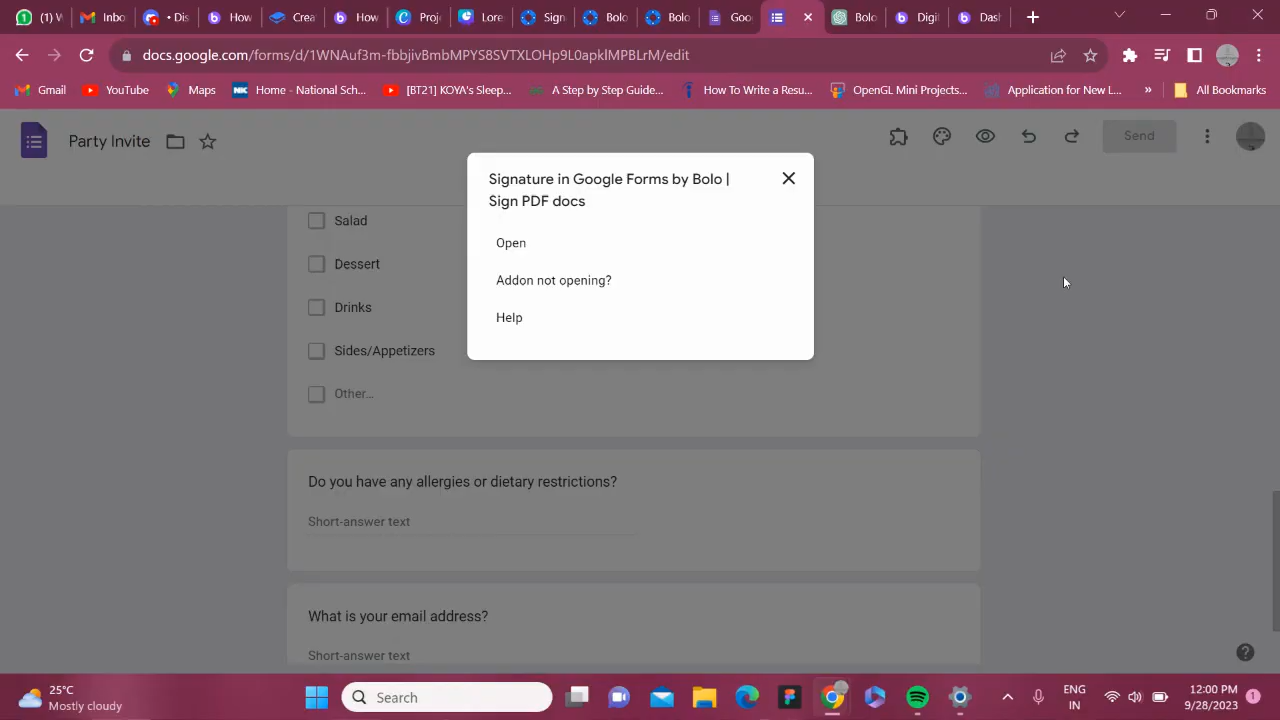 (1) W
Inbo
• Dis
How
Crea
How
Proj
Lore
Sign
Bolo
Bolo
Goo
Bolo
Digi
Dash
docs.google.com/forms/d/1WNAuf3m-fbbjivBmbMPYS8SVTXLOHp9L0apklMPBLrM/edit
Gmail
YouTube
Maps
NK
Home - National Sch...
[BT21] KOYA's Sleep...
A Step by Step Guide...
How To Write a Resu...
OpenGL Mini Projects...
Application for New L...
»
All Bookmarks
Party Invite
Send
Signature in Google Forms by Bolo |
Sign PDF docs
Open
Addon not opening?
Help
Salad
Dessert
Drinks
Sides/Appetizers
Other...
Do you have any allergies or dietary restrictions?
Short-answer text
What is your email address?
Short-answer text
25°C
Mostly cloudy
Search
ENG
IN
12:00 PM
9/28/2023
1